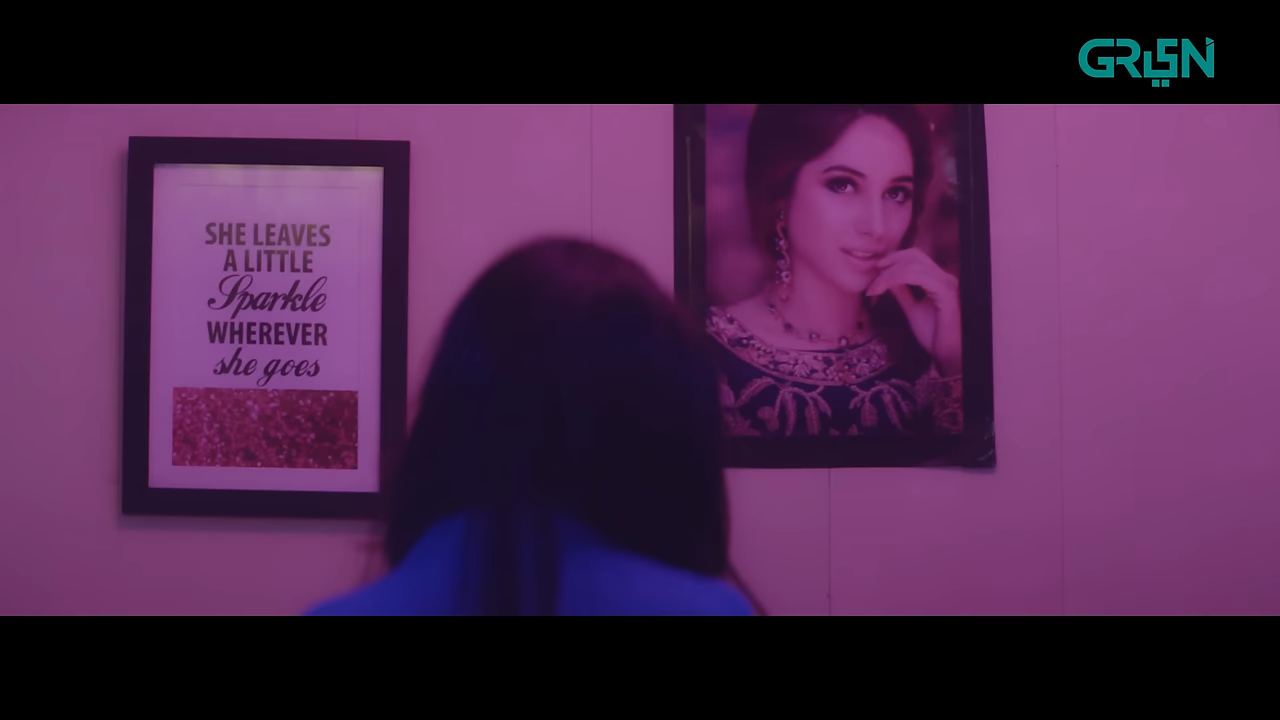 GREEN
SHE LEAVES
A LITTLE
Sparkle
WHEREVER
she goes